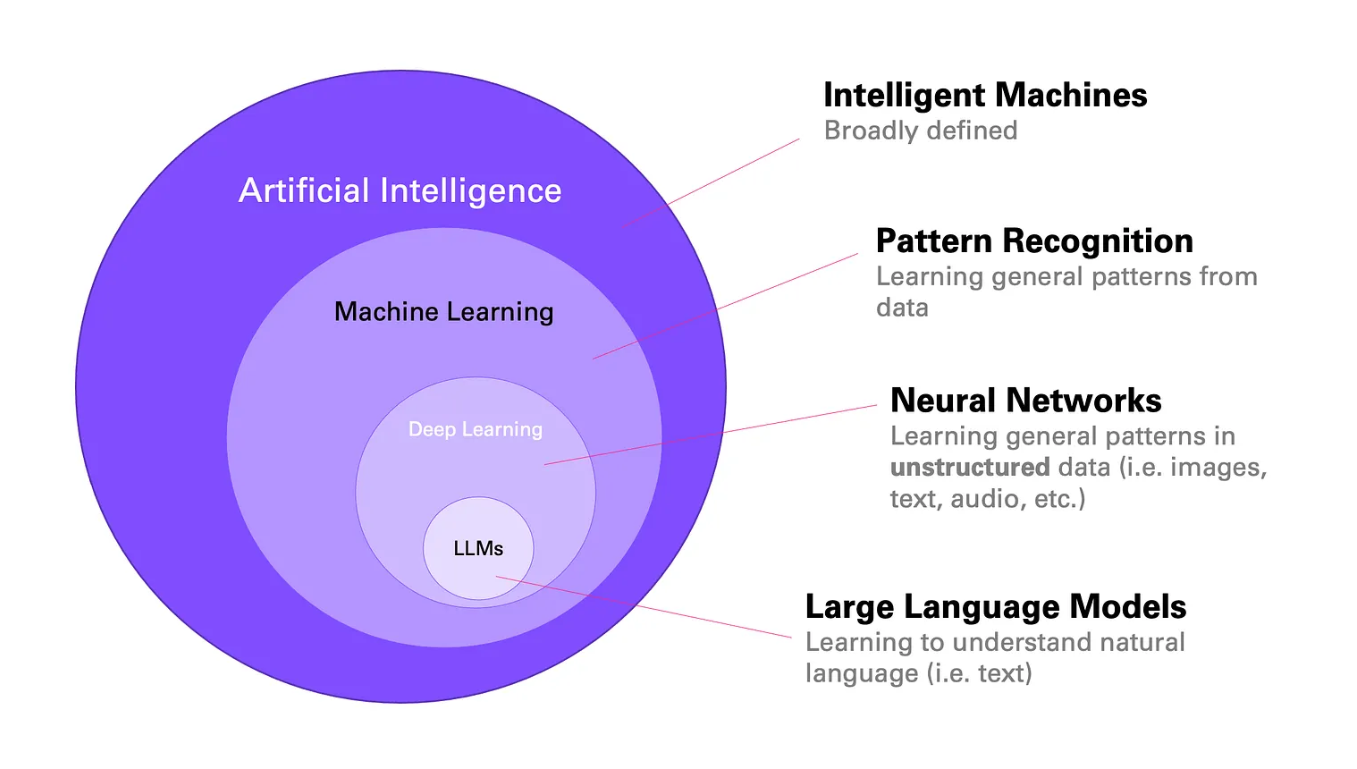 Artificial Intelligence
Machine Learning
Deep Learning
LLMs
Intelligent Machines
Broadly defined
Pattern Recognition
Learning general patterns from
data
Neural Networks
Learning general patterns in
unstructured data (i.e. images,
text, audio, etc.)
Large Language Models
Learning to understand natural
language (i.e. text)